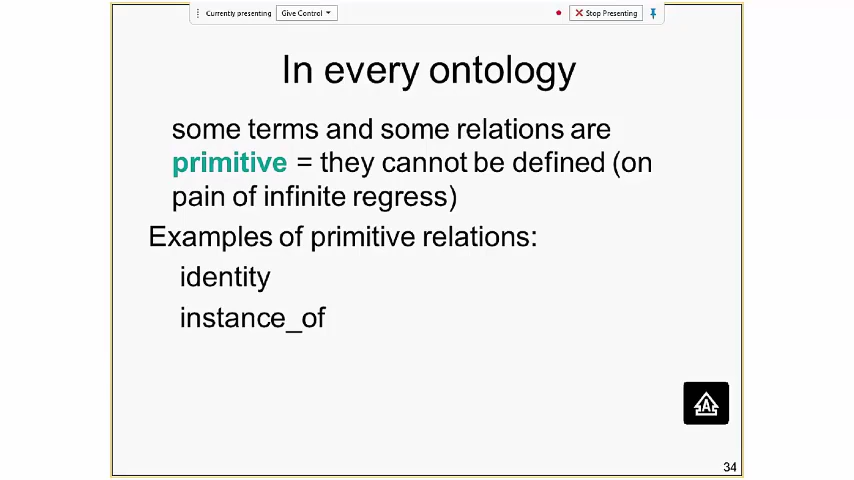 Currently presenting Give Control Stop Presenting
In every ontology
some terms and some relations are
primitive = they cannot be defined (on
pain of infinite regress)
Examples of primitive relations:
identity
instance_of
A
34